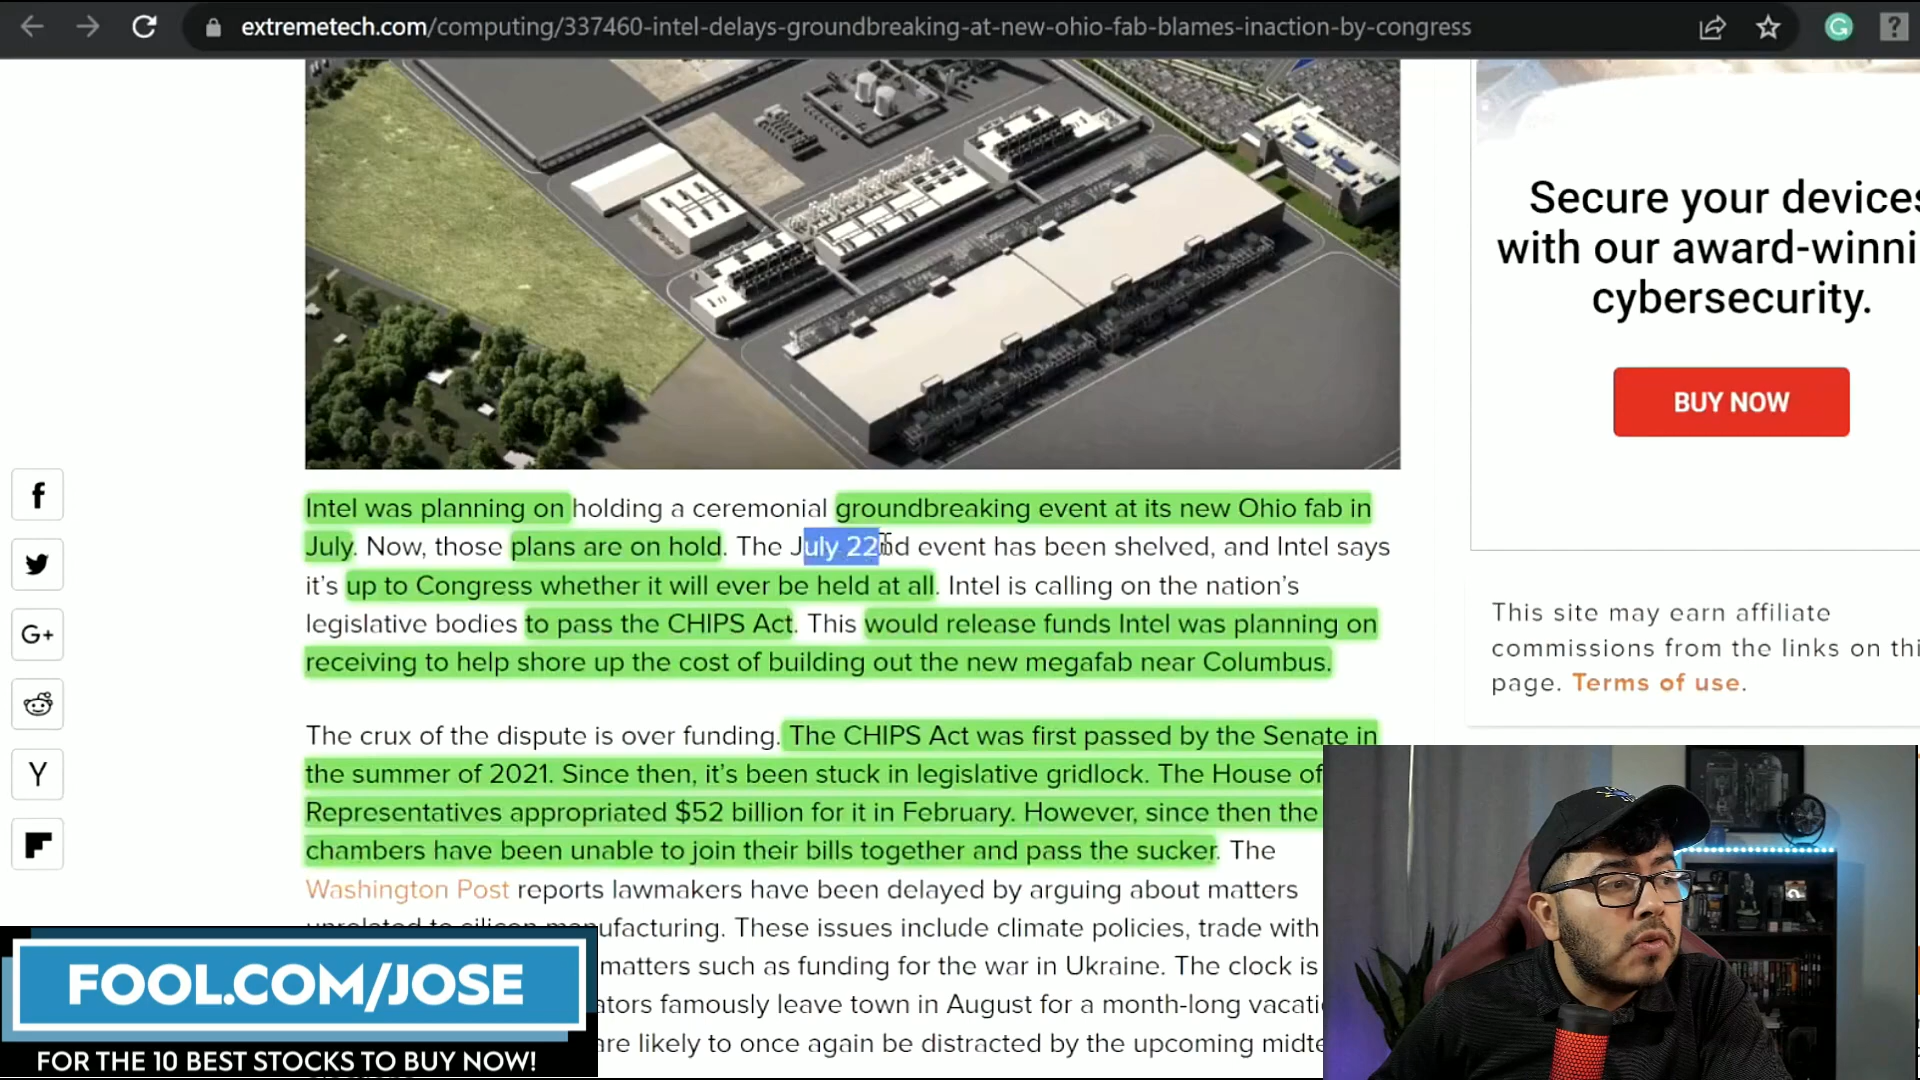 extremetech.com/computing/337460-intel-delays-groundbreaking-at-new-ohio-fab-blames-inaction-by-congress
G
?
Secure your devices
with our award-winni
cybersecurity.
BUY NOW
f
G+
Y
Intel was planning on holding a ceremonial groundbreaking event at its new Ohio fab in
July. Now, those plans are on hold. The July 22nd event has been shelved, and Intel says
it's up to Congress whether it will ever be held at all. Intel is calling on the nation's
legislative bodies to pass the CHIPS Act. This would release funds Intel was planning on
receiving to help shore up the cost of building out the new megafab near Columbus.
The crux of the dispute is over funding. The CHIPS Act was first passed by the Senate in
the summer of 2021. Since then, it's been stuck in legislative gridlock. The House of
Representatives appropriated $52 billion for it in February. However, since then the
chambers have been unable to join their bills together and pass the sucker. The
Washington Post reports lawmakers have been delayed by arguing about matters
unrelated to silicon manufacturing. These issues include climate policies, trade with
matters such as funding for the war in Ukraine. The clock is
ators famously leave town in August for a month-long vacati
re likely to once again be distracted by the upcoming midte
This site may earn affiliate
commissions from the links on thi
page. Terms of use.
FOOL.COM/JOSE
FOR THE 10 BEST STOCKS TO BUY NOW!